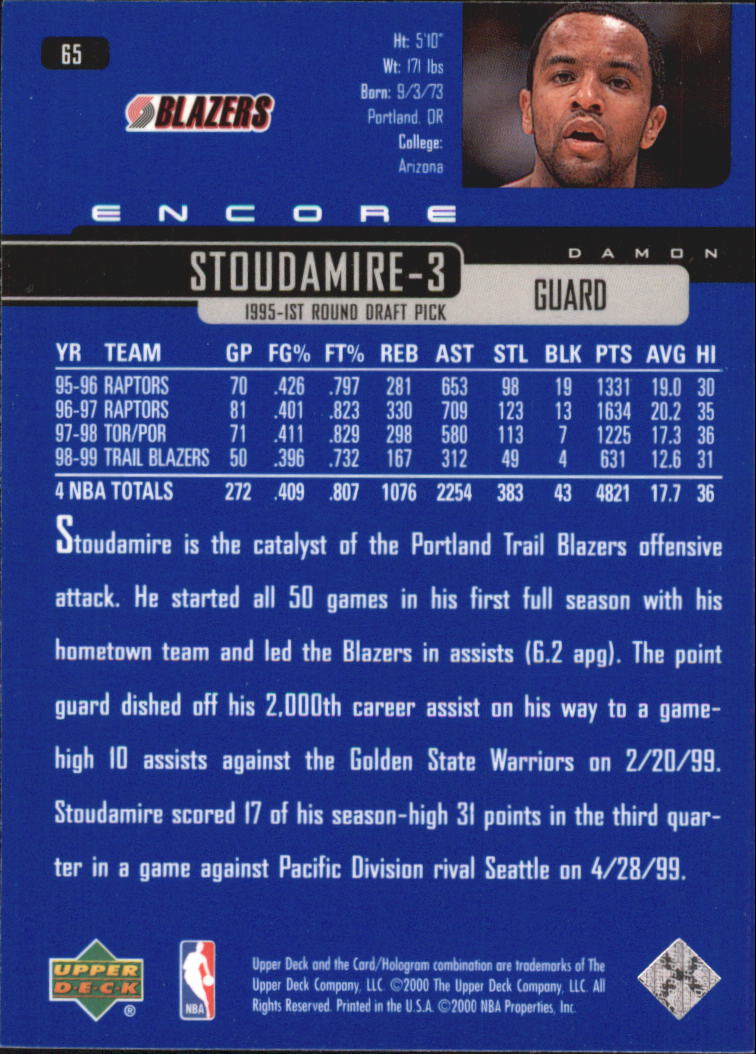 65
Ht: 5'10"
Wt: 171 lbs
Born: 9/3/73
Portland, OR
College:
Arizona
BLAZERS
ENCORE
DAMON
STOUDAMIRE-3
GUARD
1995-1ST ROUND DRAFT PICK
YR TEAM GP FG% FT% REB AST STL BLK PTS AVG HI
95-96 RAPTORS 70 .426 .797 281 653 98 19 1331 19.0 30
96-97 RAPTORS 81 .401 .823 330 709 123 13 1634 20.2 35
97-98 TOR/POR 71 .411 .829 298 580 113 7 1225 17.3 36
98-99 TRAIL BLAZERS 50 .396 .732 167 312 49 4 631 12.6 31
4 NBA TOTALS 272 .409 .807 1076 2254 383 43 4821 17.7 36
Stoudamire is the catalyst of the Portland Trail Blazers offensive
attack. He started all 50 games in his first full season with his
hometown team and led the Blazers in assists (6.2 apg). The point
guard dished off his 2,000th career assist on his way to a game-
high 10 assists against the Golden State Warriors on 2/20/99.
Stoudamire scored 17 of his season-high 31 points in the third quar-
ter in a game against Pacific Division rival Seattle on 4/28/99.
UPPER
D·E·C·K
®
NBA
Upper Deck and the Card/Hologram combination are trademarks of The
Upper Deck Company, LLC. ©2000 The Upper Deck Company, LLC. All
Rights Reserved. Printed in the U.S.A. ©2000 NBA Properties, Inc.